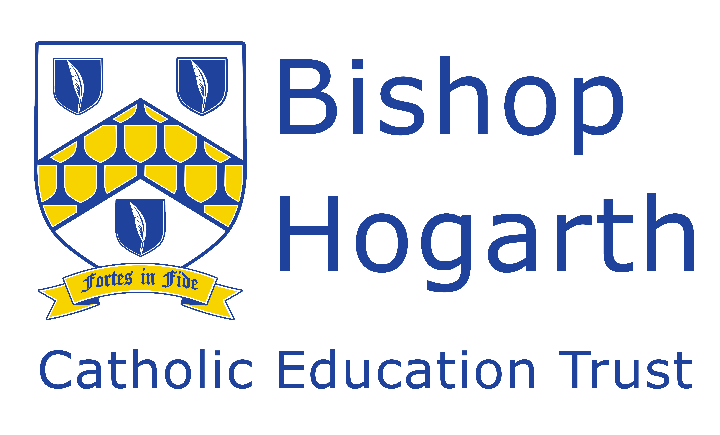 Bishop
Hogarth
Fortes in Fide
Catholic Education Trust